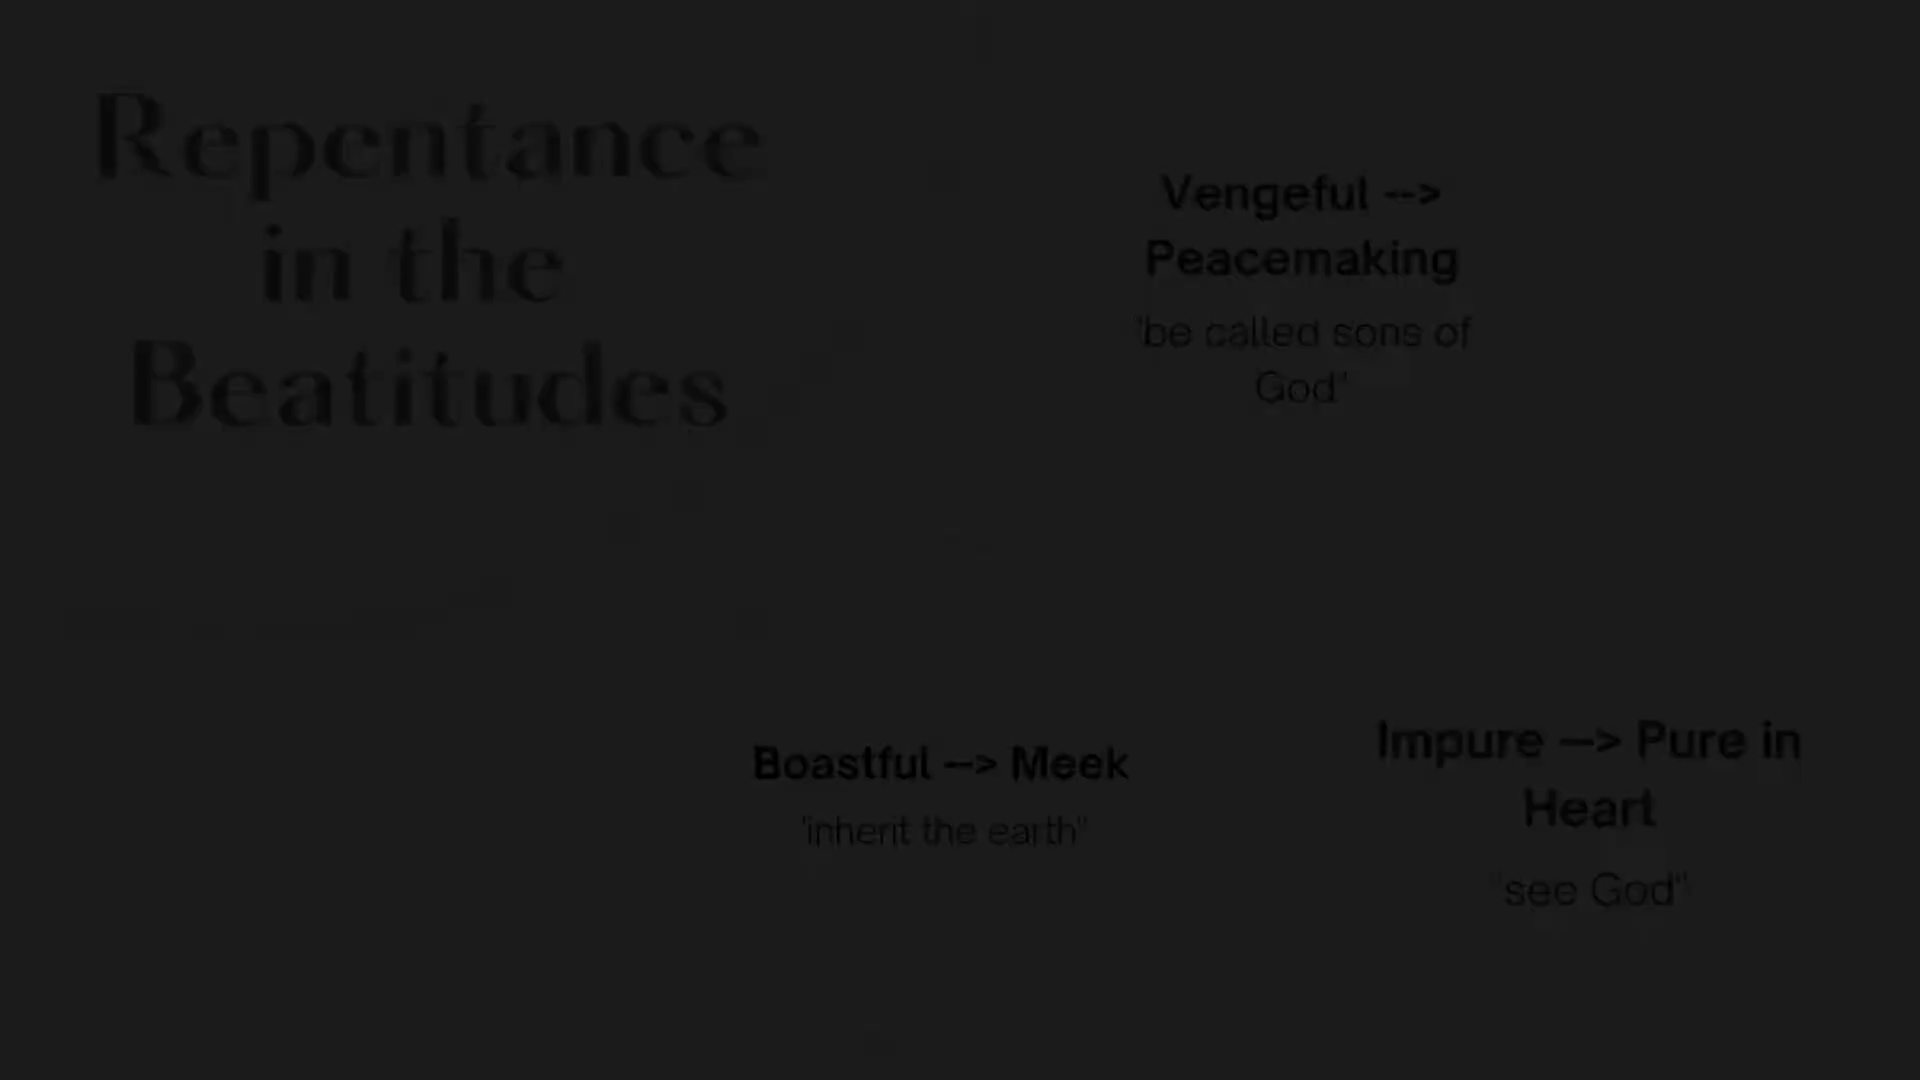 Repentance
in the
Beatitudes
Vengeful -->
Peacemaking
"be called sons of
God"
Boastful --> Meek
"inherit the earth"
Impure --> Pure in
Heart
"see God"